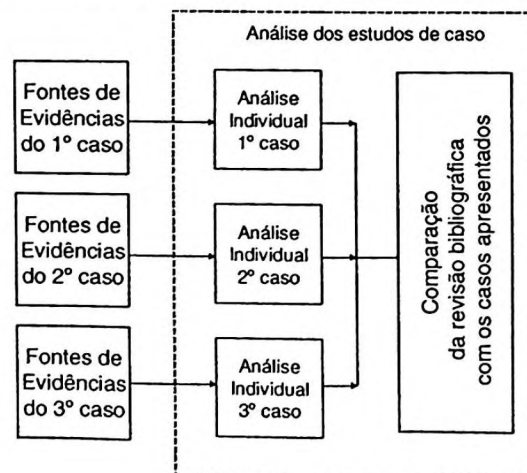 Análise dos estudos de caso
Fontes de
Evidências
do 1º caso
Análise
Individual
1º caso
Fontes de
Evidências
do 2º caso
Análise
Individual
2º caso
Fontes de
Evidências
do 3º caso
Análise
Individual
3º caso
Comparação
da revisão bibliográfica
com os casos apresentados